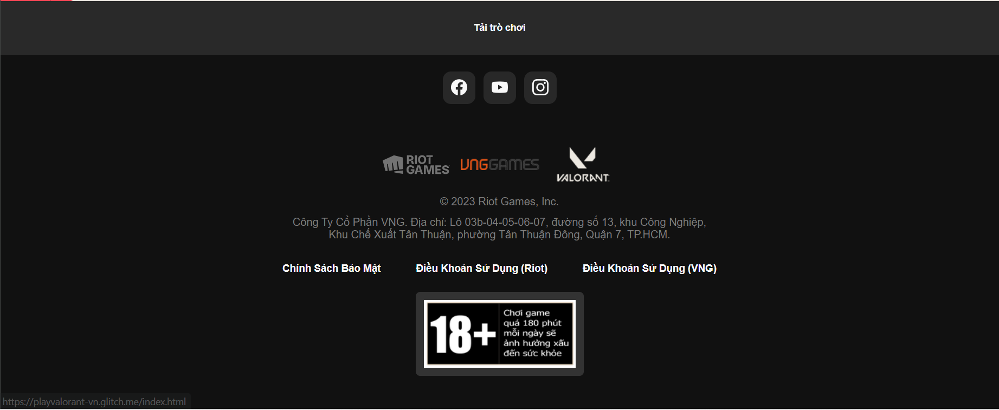 Tải trò chơi
RIOT
GAMES
VNGGAMES
VALORANT
© 2023 Riot Games, Inc.
Công Ty Cổ Phần VNG. Địa chỉ: Lô 03b-04-05-06-07, đường số 13, khu Công Nghiệp,
Khu Chế Xuất Tân Thuận, phường Tân Thuận Đông, Quận 7, TP.HCM.
Chính Sách Bảo Mật
Điều Khoản Sử Dụng (Riot)
Điều Khoản Sử Dụng (VNG)
18+
Chơi game
quá 180 phút
mỗi ngày sẽ
ảnh hưởng xấu
đến sức khỏe
https://playvalorant-vn.glitch.me/index.html